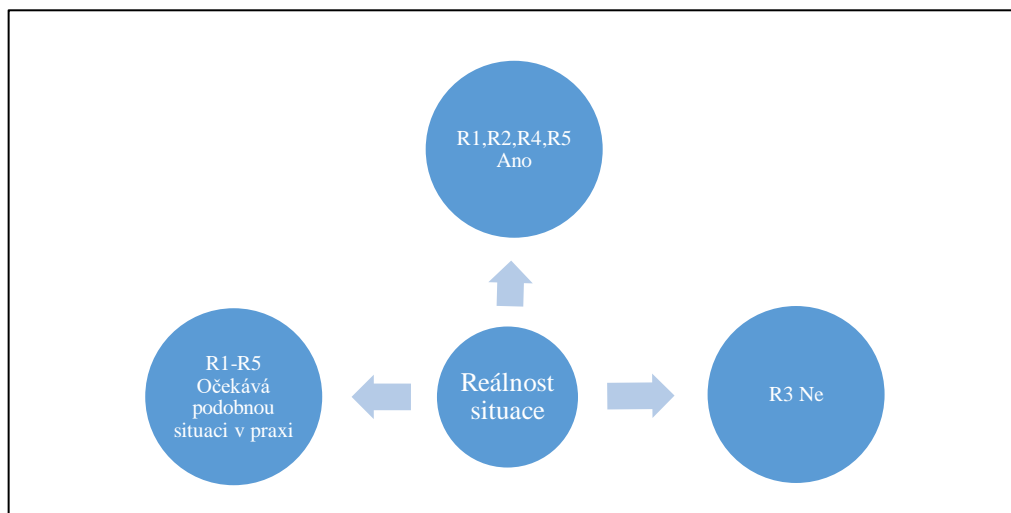 R1,R2,R4,R5
Ano
R1-R5
Očekává
podobnou
situaci v praxi
Reálnost
situace
R3 Ne